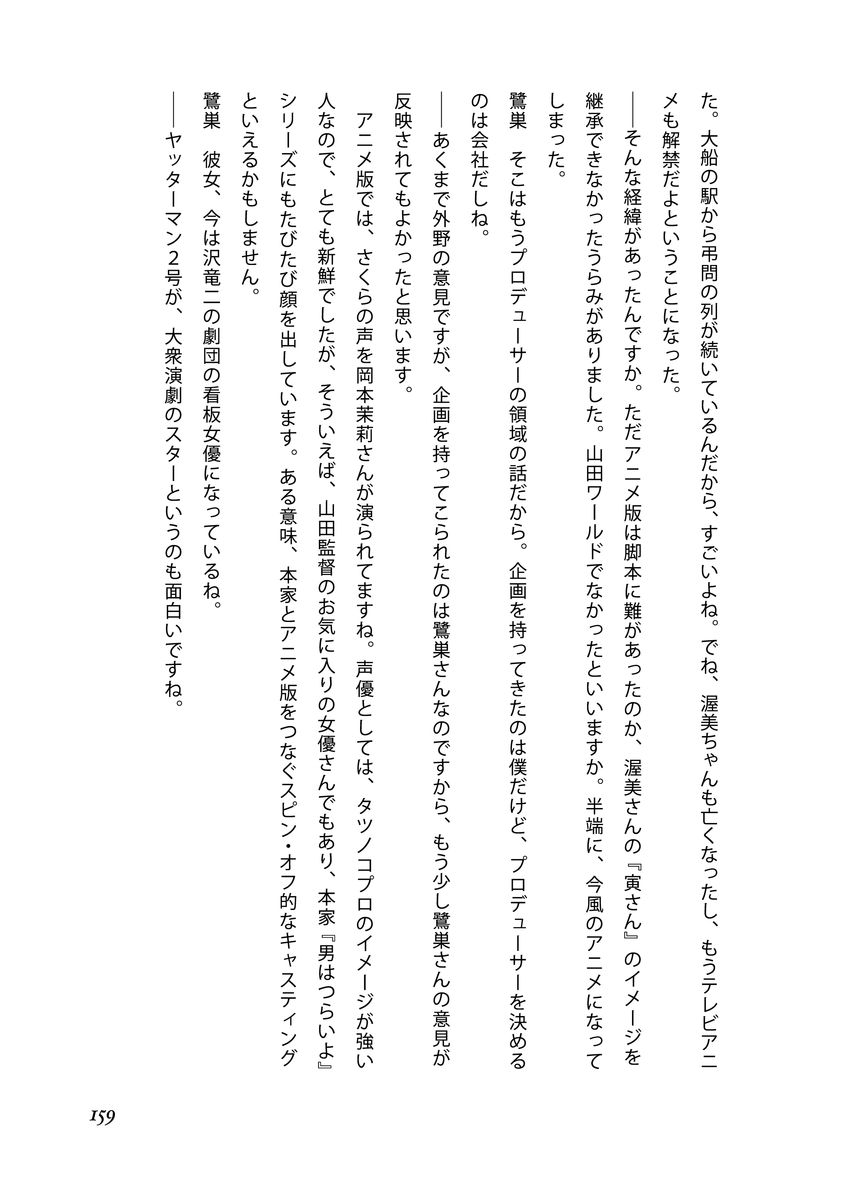 た。大船の駅から弔問の列が続いているんだから、すごいよね。でね、渥美ちゃんも亡くなったし、もうテレビアニ
メも解禁だよということになった。
――そんな経緯があったんですか。ただアニメ版は脚本に難があったのか、渥美さんの『寅さん』のイメージを
継承できなかったうらみがありました。山田ワールドでなかったといいますか。半端に、今風のアニメになって
しまった。
鷺巣　そこはもうプロデューサーの領域の話だから。企画を持ってきたのは僕だけど、プロデューサーを決める
のは会社だしね。
――あくまで外野の意見ですが、企画を持ってこられたのは鷺巣さんなのですから、もう少し鷺巣さんの意見が
反映されてもよかったと思います。
　アニメ版では、さくらの声を岡本茉莉さんが演られてますね。声優としては、タツノコプロのイメージが強い
人なので、とても新鮮でしたが、そういえば、山田監督のお気に入りの女優さんでもあり、本家『男はつらいよ』
シリーズにもたびたび顔を出しています。ある意味、本家とアニメ版をつなぐスピン・オフ的なキャスティング
といえるかもしません。
鷺巣　彼女、今は沢竜二の劇団の看板女優になっているね。
――ヤッターマン２号が、大衆演劇のスターというのも面白いですね。
159